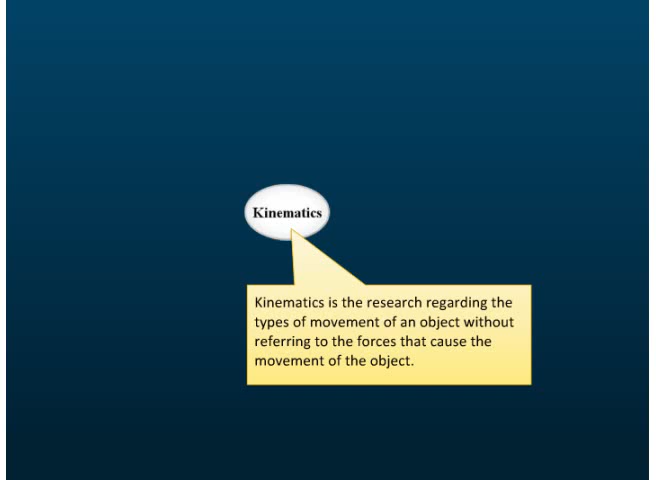 Kinematics
Kinematics is the research regarding the
types of movement of an object without
referring to the forces that cause the
movement of the object.